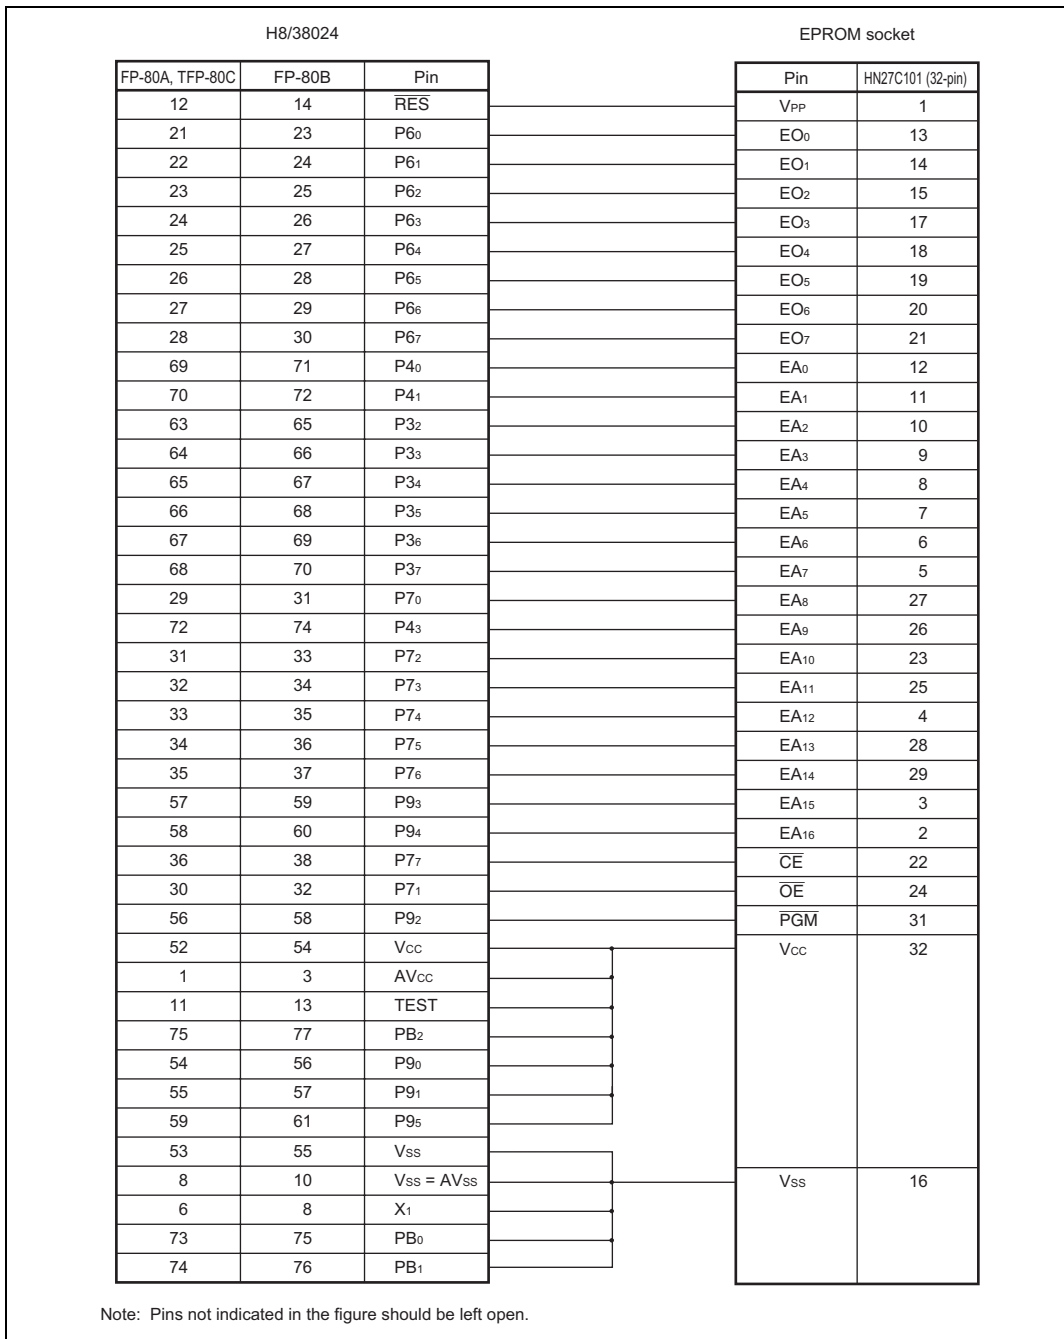 H8/38024 EPROM socket
FP-80A, TFP-80C FP-80B Pin Pin HN27C101 (32-pin)
12 14 R̅E̅S̅ VPP 1
21 23 P60 EO0 13
22 24 P61 EO1 14
23 25 P62 EO2 15
24 26 P63 EO3 17
25 27 P64 EO4 18
26 28 P65 EO5 19
27 29 P66 EO6 20
28 30 P67 EO7 21
69 71 P40 EA0 12
70 72 P41 EA1 11
63 65 P32 EA2 10
64 66 P33 EA3 9
65 67 P34 EA4 8
66 68 P35 EA5 7
67 69 P36 EA6 6
68 70 P37 EA7 5
29 31 P70 EA8 27
72 74 P43 EA9 26
31 33 P72 EA10 23
32 34 P73 EA11 25
33 35 P74 EA12 4
34 36 P75 EA13 28
35 37 P76 EA14 29
57 59 P93 EA15 3
58 60 P94 EA16 2
36 38 P77 C̅E̅ 22
30 32 P71 O̅E̅ 24
56 58 P92 P̅G̅M̅ 31
52 54 VCC VCC 32
1 3 AVCC
11 13 TEST
75 77 PB2
54 56 P90
55 57 P91
59 61 P95
53 55 VSS
8 10 VSS = AVSS VSS 16
6 8 X1
73 75 PB0
74 76 PB1
Note: Pins not indicated in the figure should be left open.